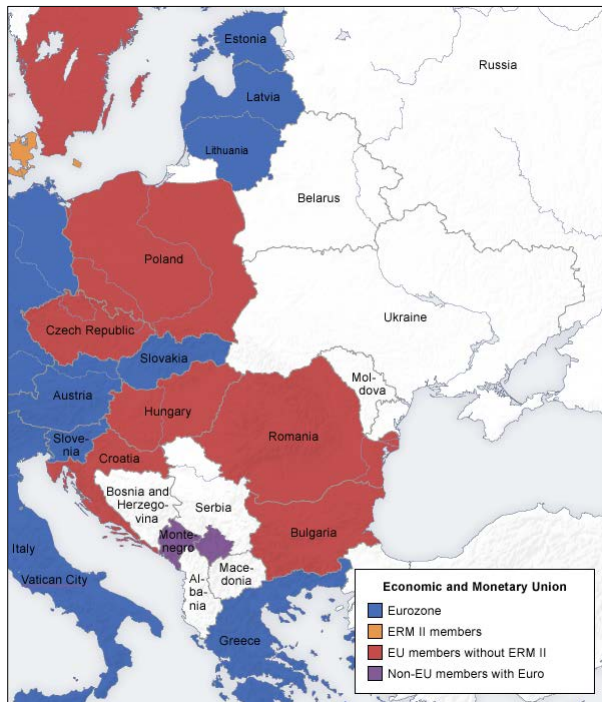 Estonia
Russia
Latvia
Lithuania
Belarus
Poland
Ukraine
Czech Republic
Slovakia
Mol-
dova
Austria
Hungary
Slove-
nia
Romania
Croatia
Bosnia and
Herzego-
vina
Serbia
Bulgaria
Monte-
negro
Italy
Mace-
donia
Vatican City
Al-
bania
Greece
Economic and Monetary Union
Eurozone
ERM II members
EU members without ERM II
Non-EU members with Euro